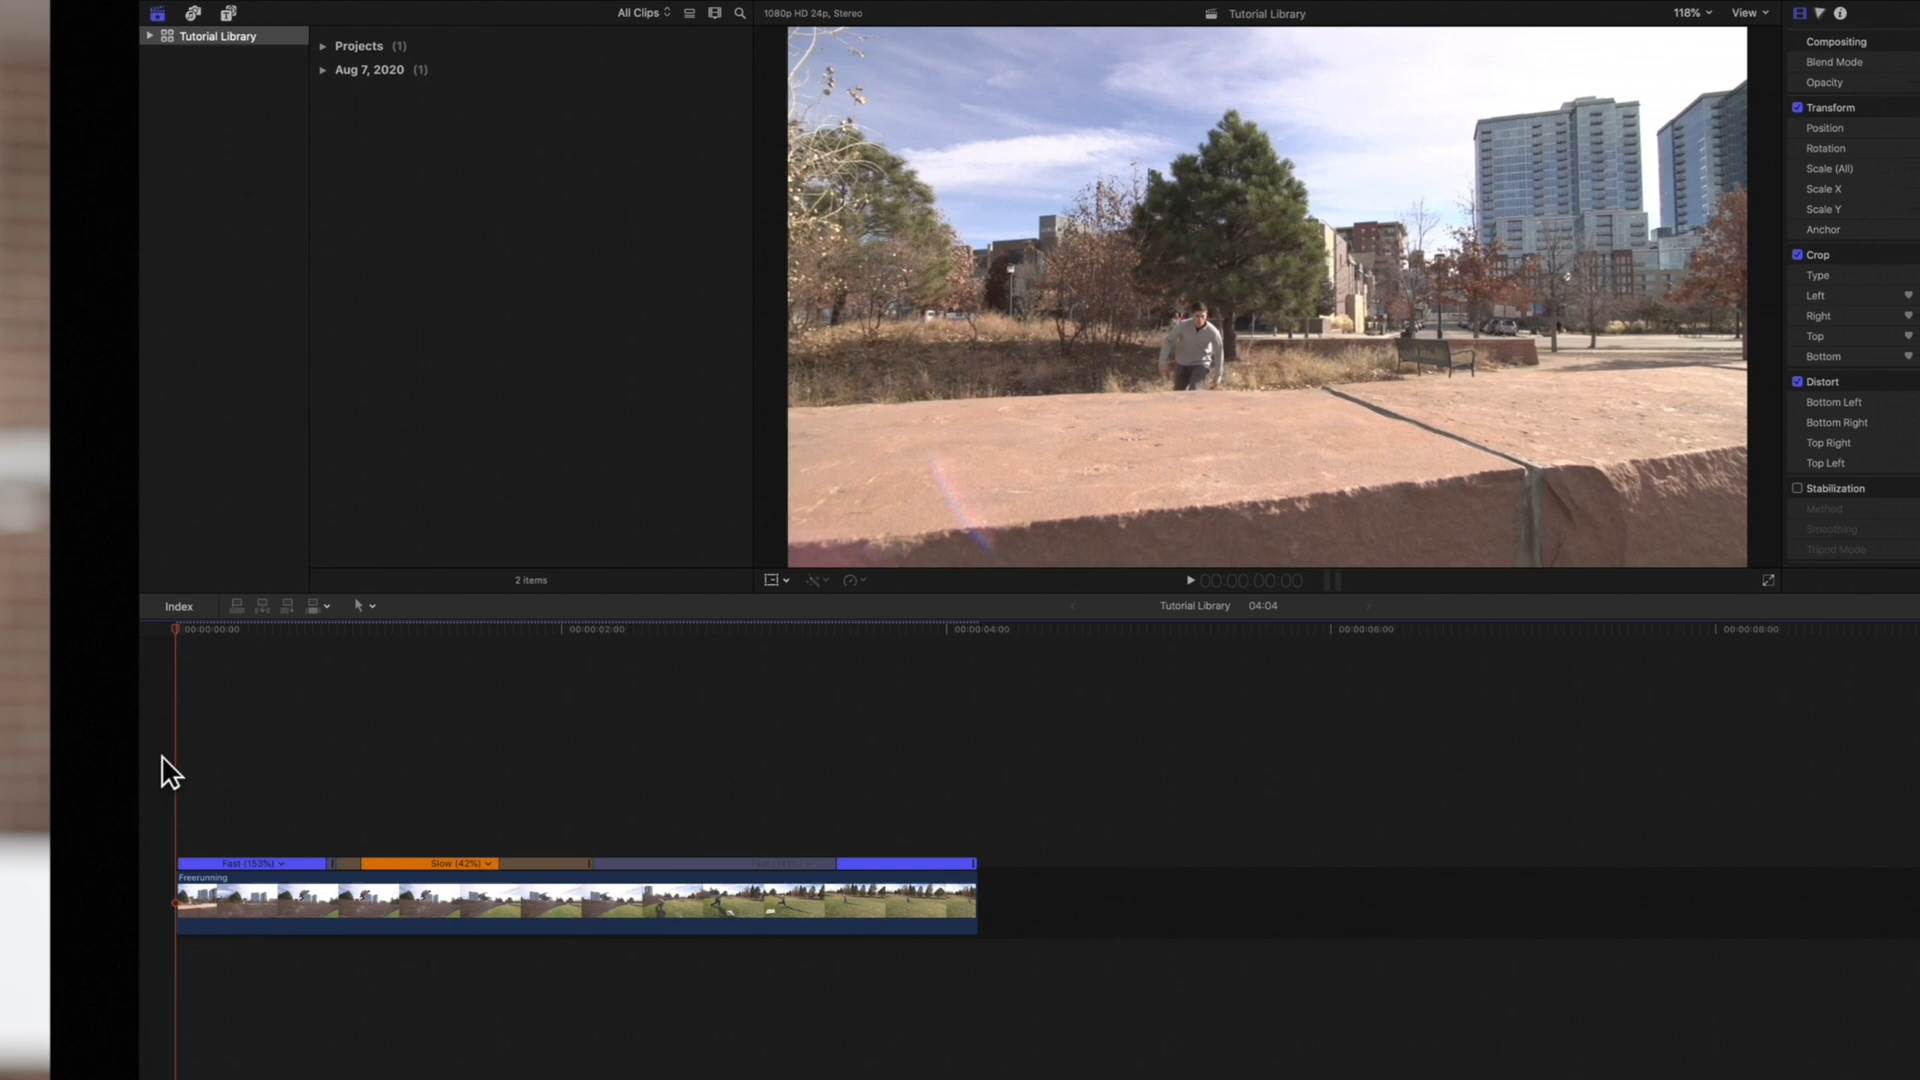 All Clips
1080p HD 24p, Stereo
Tutorial Library
118%
View
Tutorial Library
Projects (1)
Aug 7, 2020 (1)
Compositing
Blend Mode
Opacity
Transform
Position
Rotation
Scale (All)
Scale X
Scale Y
Anchor
Crop
Type
Left
Right
Top
Bottom
Distort
Bottom Left
Bottom Right
Top Right
Top Left
Stabilization
Method
Smoothing
Tripod Mode
2 items
00:00:00:00
Index
Tutorial Library 04:04
00:00:00:00
00:00:02:00
00:00:04:00
00:00:06:00
00:00:08:00
Fast (153%)
Slow (42%)
Freerunning